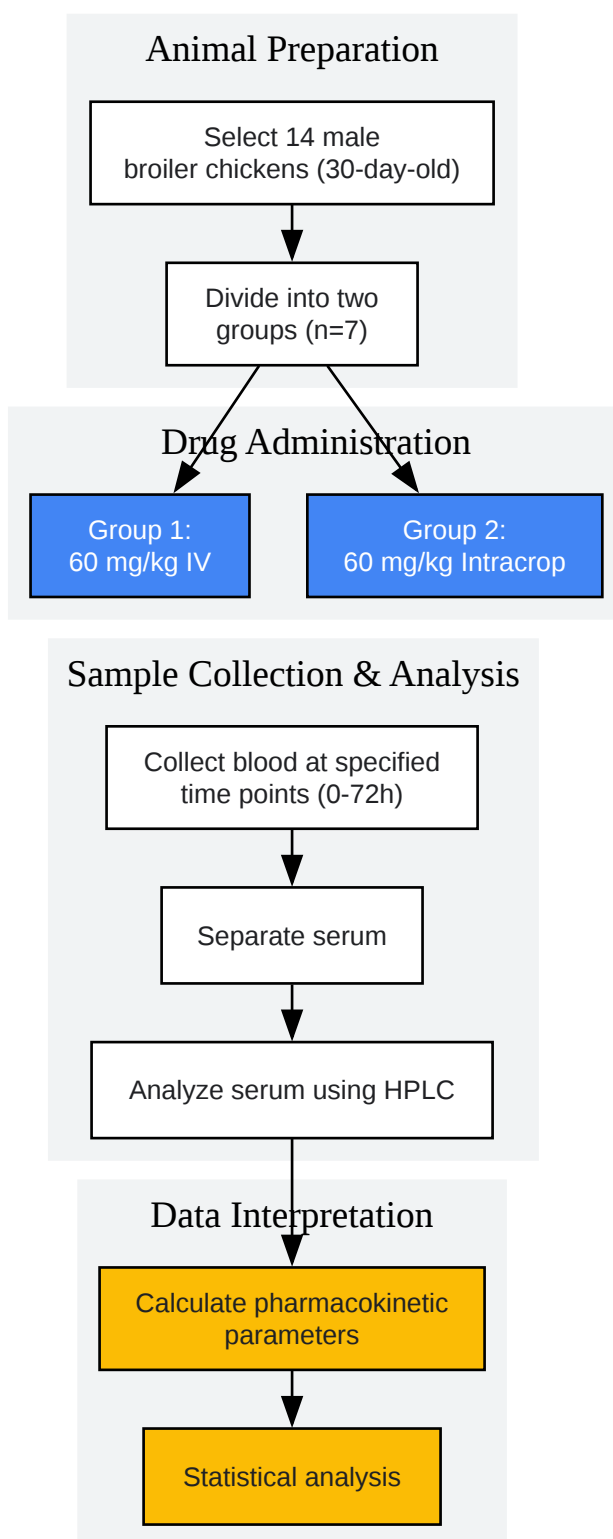 Animal Preparation
Select 14 male
broiler chickens (30-day-old)
Divide into two
groups (n=7)
Drug Administration
Group 1:
60 mg/kg IV
Group 2:
60 mg/kg Intracrop
Sample Collection & Analysis
Collect blood at specified
time points (0-72h)
Separate serum
Analyze serum using HPLC
Data Interpretation
Calculate pharmacokinetic
parameters
Statistical analysis